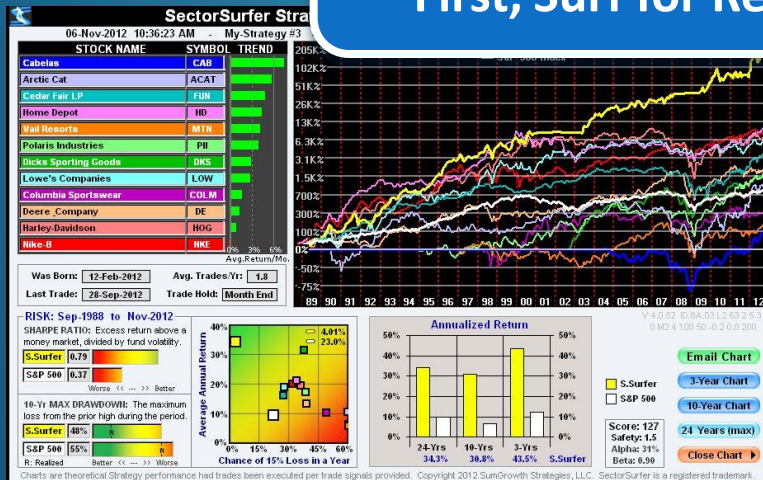 First, Surf for Re
SectorSurfer Stra
06-Nov-2012 10:36:23 AM - My-Strategy #3
STOCK NAME SYMBOL TREND
Cabelas CAB
Arctic Cat ACAT
Cedar Fair LP FUN
Home Depot HD
Vail Resorts MTN
Polaris Industries PII
Dicks Sporting Goods DKS
Lowe's Companies LOW
Columbia Sportswear COLM
Deere_Company DE
Harley-Davidson HOG
Nike-B NKE
0% 3% 6%
Avg.Return/Mo.
Was Born: 12-Feb-2012 Avg. Trades/Yr: 1.8
Last Trade: 28-Sep-2012 Trade Hold: Month End
205K%
102K%
51K%
26K%
13K%
6.3K%
3.1K%
1.5K%
700%
300%
100%
0%
-50%
-75%
89 90 91 92 93 94 95 96 97 98 99 00 01 02 03 04 05 06 07 08 09 10 11 12
RISK: Sep-1988 to Nov-2012
SHARPE RATIO: Excess return above a
money market, divided by fund volatility.
S.Surfer 0.79
S&P 500 0.37
Worse << --- >> Better
10-Yr MAX DRAWDOWN: The maximum
loss from the prior high during the period.
S.Surfer 48% R
S&P 500 55% R
R: Realized Better << --- >> Worse
Average Annual Return
40%
30%
20%
10%
0%
4.01%
23.0%
0% 15% 30% 45% 60%
Chance of 15% Loss in a Year
Annualized Return
50% 50%
40% 40%
30% 30%
20% 20%
10% 10%
0% 0%
24-Yrs 10-Yrs 3-Yrs
34.3% 30.8% 43.5% S.Surfer
S.Surfer
S&P 500
Score: 127
Safety: 1.5
Alpha: 31%
Beta: 0.90
Email Chart
3-Year Chart
10-Year Chart
24 Years (max)
Close Chart
Charts are theoretical Strategy performance had trades been executed per trade signals provided. Copyright 2012 SumGrowth Strategies, LLC. SectorSurfer is a registered trademark.